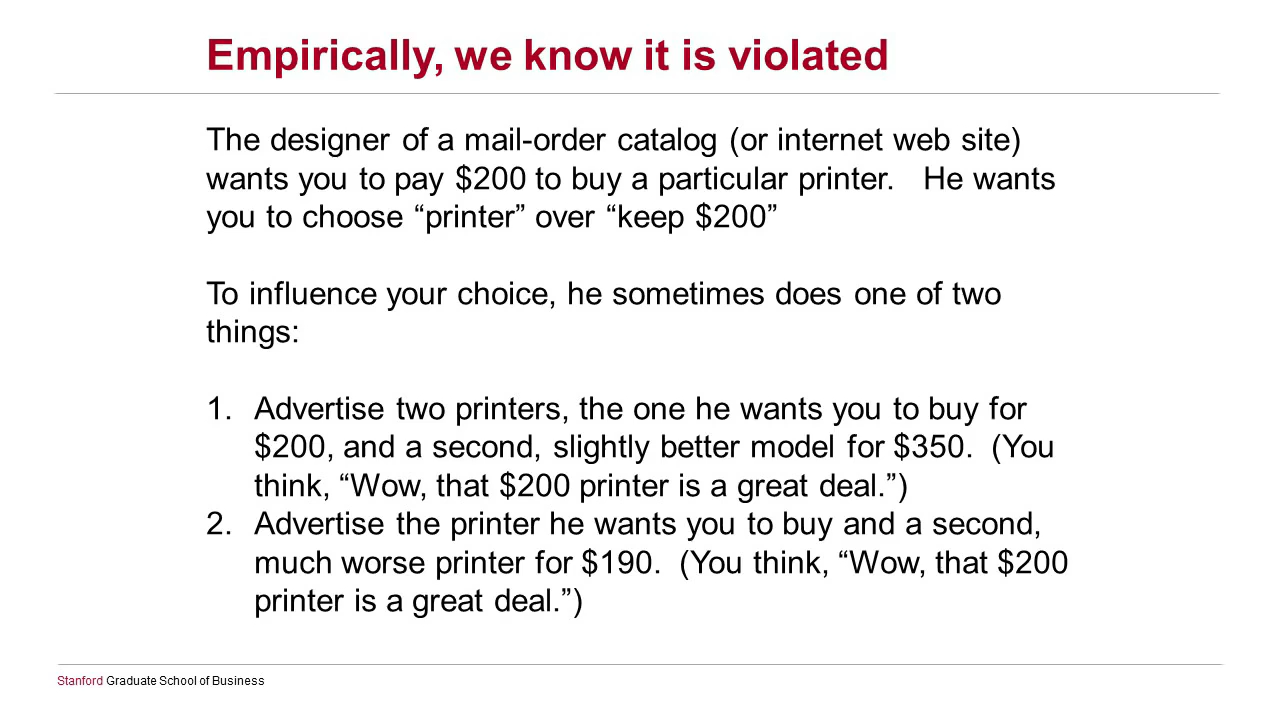 Empirically, we know it is violated
The designer of a mail-order catalog (or internet web site)
wants you to pay $200 to buy a particular printer.   He wants
you to choose “printer” over “keep $200”
To influence your choice, he sometimes does one of two
things:
1. Advertise two printers, the one he wants you to buy for
$200, and a second, slightly better model for $350.  (You
think, “Wow, that $200 printer is a great deal.”)
2. Advertise the printer he wants you to buy and a second,
much worse printer for $190.  (You think, “Wow, that $200
printer is a great deal.”)
Stanford Graduate School of Business